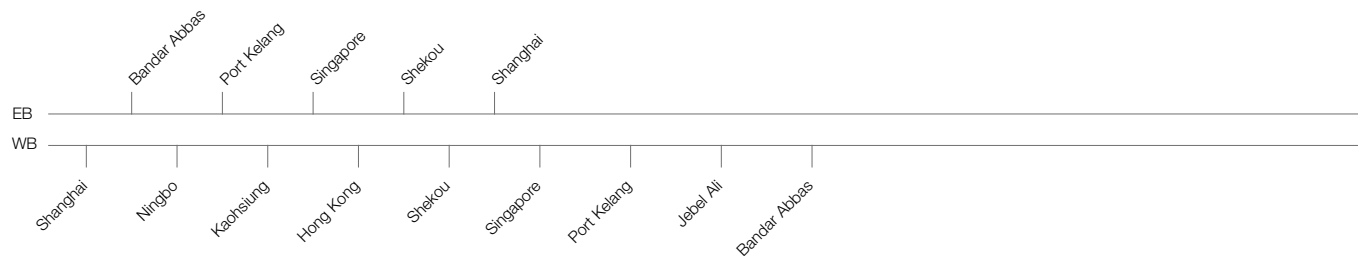 Bandar Abbas
Port Kelang
Singapore
Shekou
Shanghai
EB
WB
Shanghai
Ningbo
Kaohsiung
Hong Kong
Shekou
Singapore
Port Kelang
Jebel Ali
Bandar Abbas